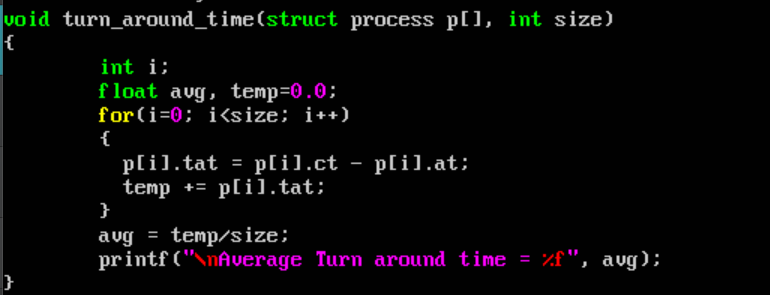 void turn_around_time(struct process p[], int size)
{
        int i;
        float avg, temp=0.0;
        for(i=0; i<size; i++)
        {
          p[i].tat = p[i].ct - p[i].at;
          temp += p[i].tat;
        }
        avg = temp/size;
        printf("\nAverage Turn around time = %f", avg);
}